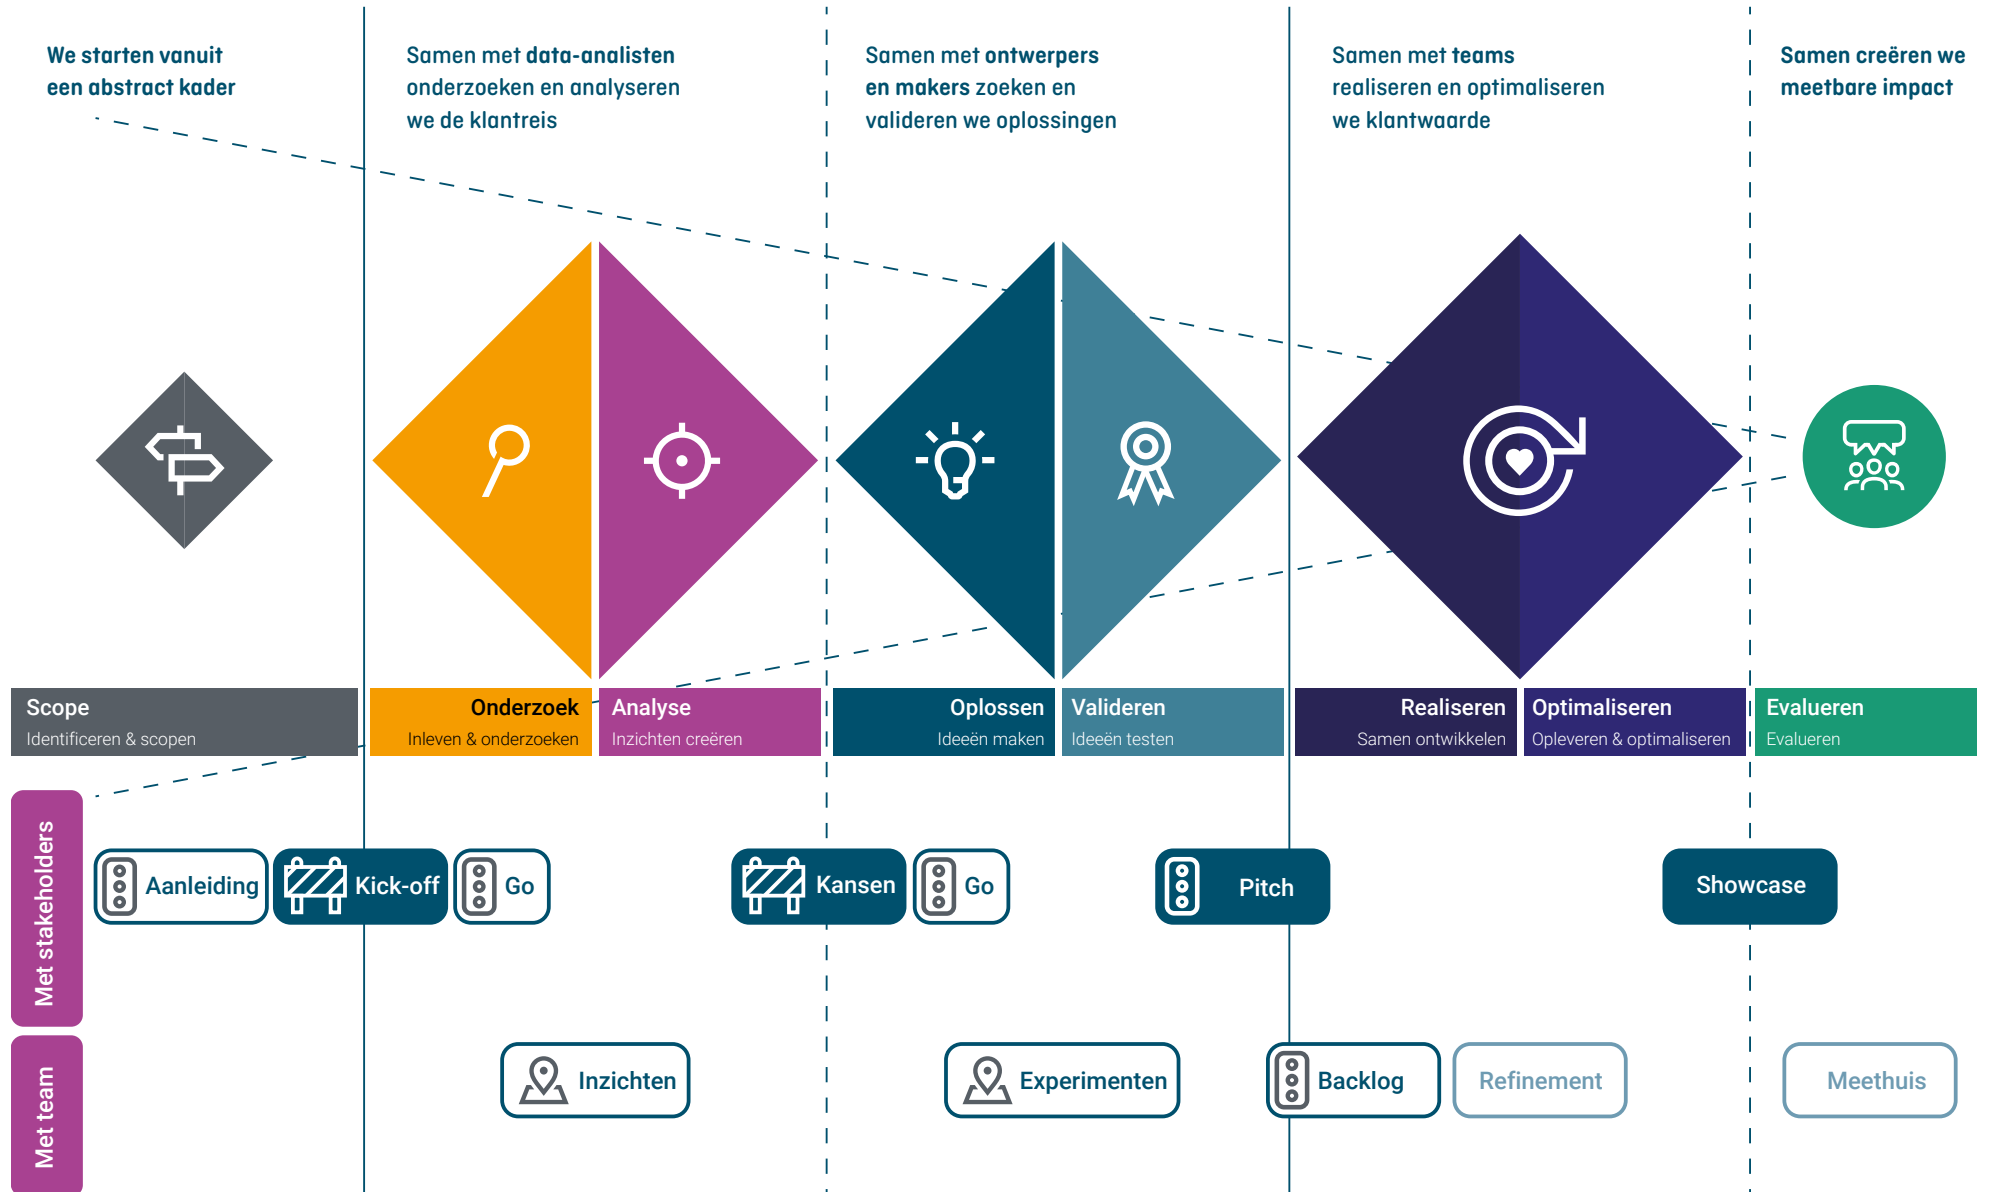 We starten vanuit
een abstract kader
Samen met data-analisten
onderzoeken en analyseren
we de klantreis
Samen met ontwerpers
en makers zoeken en
valideren we oplossingen
Samen met teams
realiseren en optimaliseren
we klantwaarde
Samen creëren we
meetbare impact
Scope
Identificeren & scopen
Onderzoek
Inleven & onderzoeken
Analyse
Inzichten creëren
Oplossen
Ideeën maken
Valideren
Ideeën testen
Realiseren
Samen ontwikkelen
Optimaliseren
Opleveren & optimaliseren
Evalueren
Evalueren
Met stakeholders
Aanleiding
Kick-off
Go
Kansen
Go
Pitch
Showcase
Met team
Inzichten
Experimenten
Backlog
Refinement
Meethuis